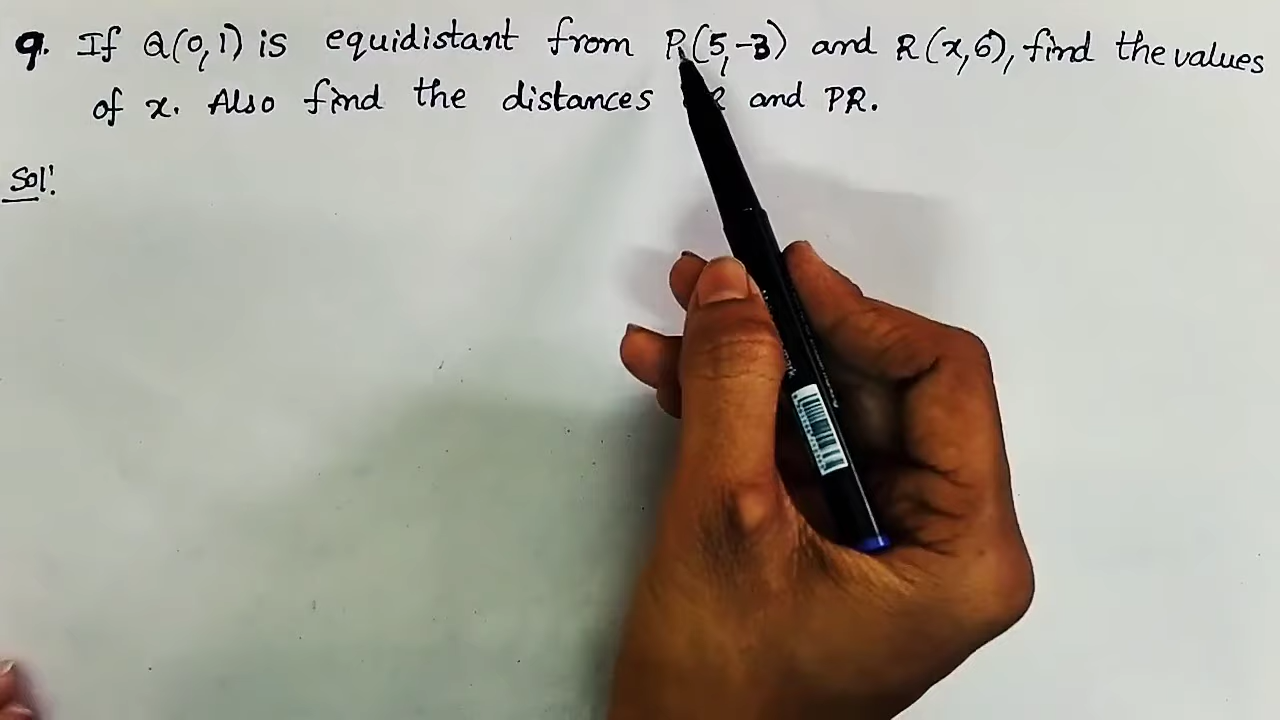 9. If Q(0,1) is equidistant from P(5,-3) and R(x,6), find the values
of x. Also find the distances and PR.
Sol: